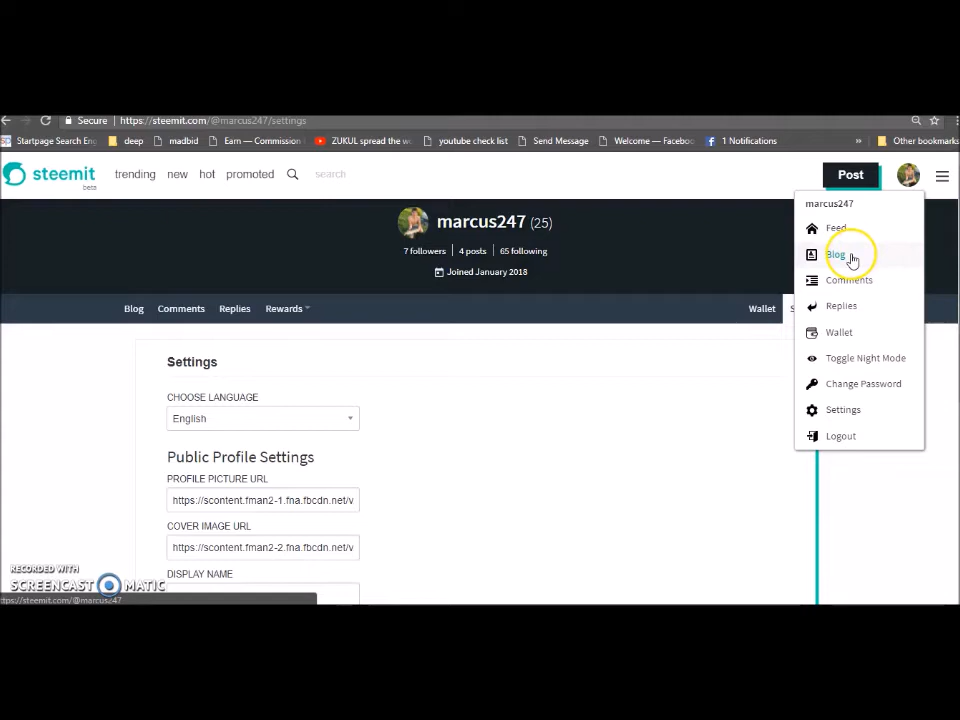 Secure https://steemit.com/@marcus247/settings
Startpage Search Eng deep madbid Earn — Commission YouTube ZUKUL spread the w youtube check list Send Message Welcome — Faceboo 1 Notifications » Other bookmarks
steemit
beta
trending new hot promoted search Post
marcus247 (25)
7 followers 4 posts 65 following
Joined January 2018
Blog Comments Replies Rewards Wallet S
marcus247
Feed
Blog
Comments
Replies
Wallet
Toggle Night Mode
Change Password
Settings
Logout
Settings
CHOOSE LANGUAGE
English
Public Profile Settings
PROFILE PICTURE URL
https://scontent.fman2-1.fna.fbcdn.net/v
COVER IMAGE URL
https://scontent.fman2-2.fna.fbcdn.net/v
DISPLAY NAME
RECORDED WITH
SCREENCAST MATIC
ttps://steemit.com/@marcus247